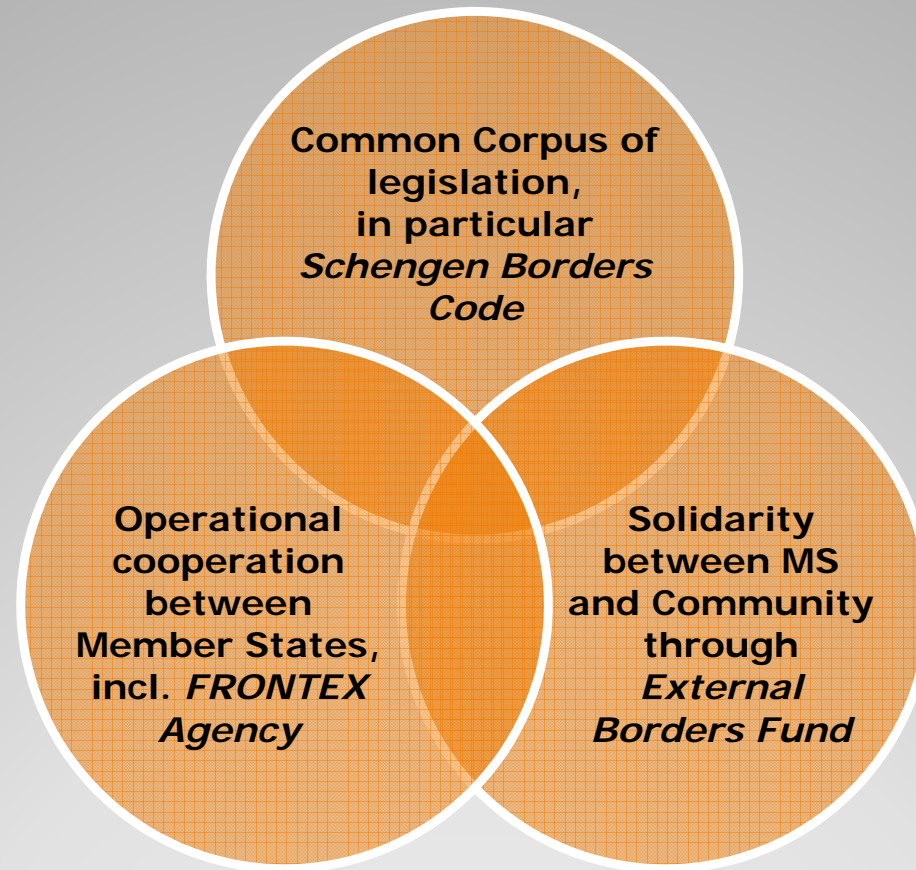 Common Corpus of
legislation,
in particular
Schengen Borders
Code
Operational
cooperation
between
Member States,
incl. FRONTEX
Agency
Solidarity
between MS
and Community
through
External
Borders Fund